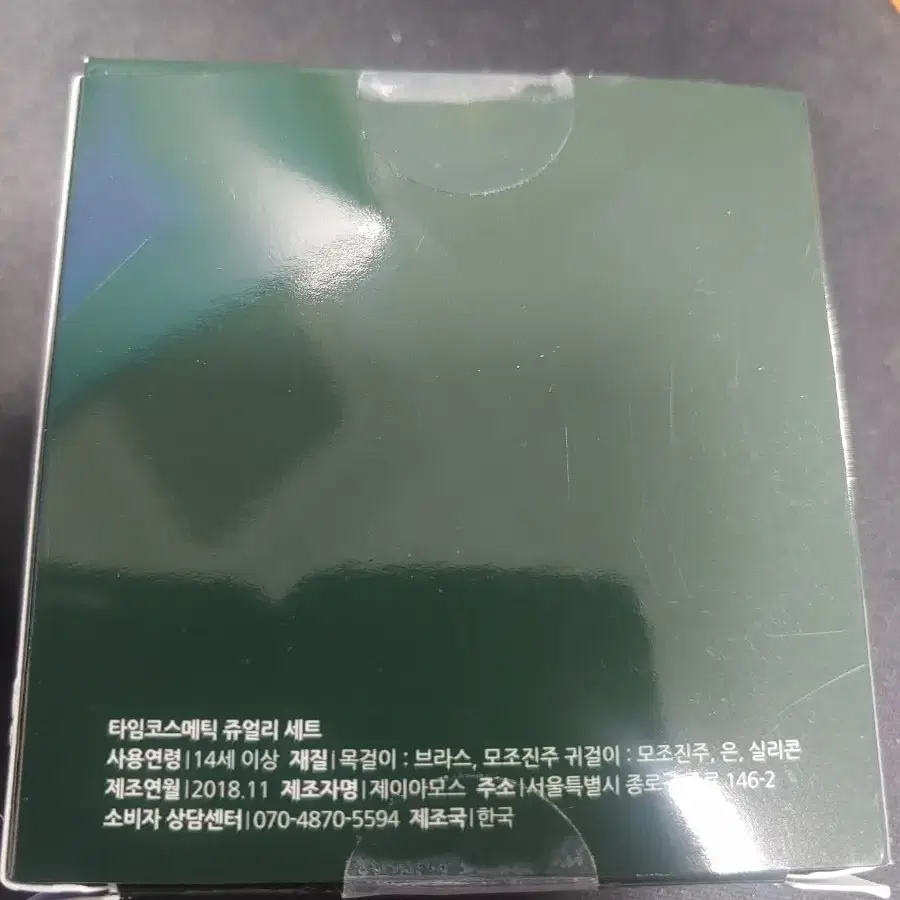 타임코스메틱 쥬얼리 세트
사용연령|14세 이상 재질|목걸이 : 브라스, 모조진주 귀걸이 : 모조진주, 은, 실리콘
제조연월|2018.11 제조자명|제이아모스 주소|서울특별시 146-2
소비자 상담센터|070-4870-5594 제조국|한국